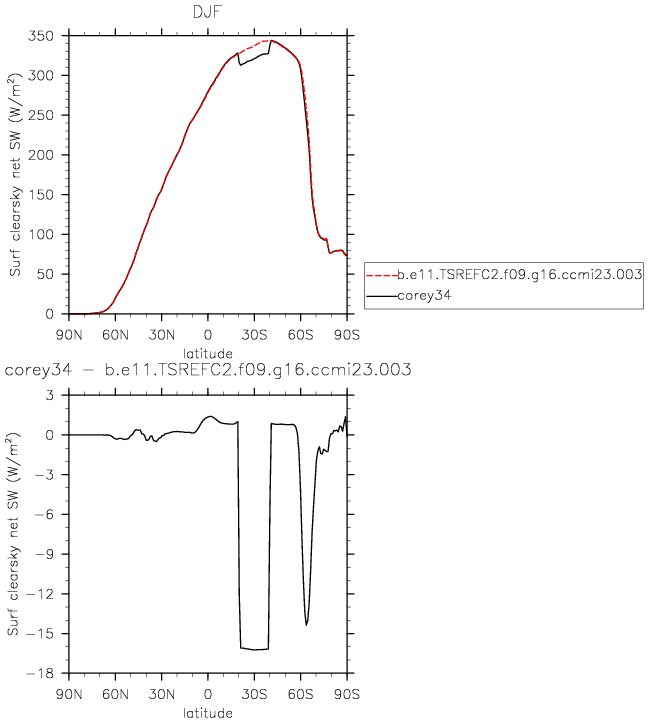 DJF
Surf clearsky net SW (W/m²)
350
300
250
200
150
100
50
0
90N 60N 30N 0 30S 60S 90S
latitude
b.e11.TSREFC2.f09.g16.ccmi23.003
corey34
corey34 − b.e11.TSREFC2.f09.g16.ccmi23.003
Surf clearsky net SW (W/m²)
3
0
−3
−6
−9
−12
−15
−18
90N 60N 30N 0 30S 60S 90S
latitude